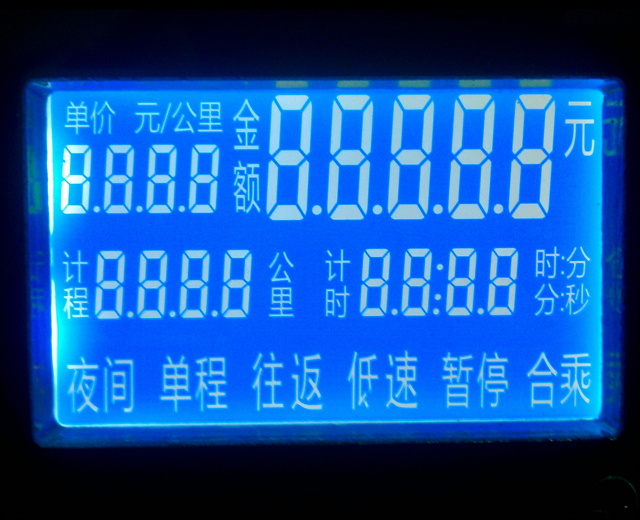 单价 元/公里
8.8.8.8
金额 8.8.8.8.8 元
计程 8.8.8.8 公里
计时 8.8:8.8 时:分 分:秒
夜间 单程 往返 低速 暂停 合乘